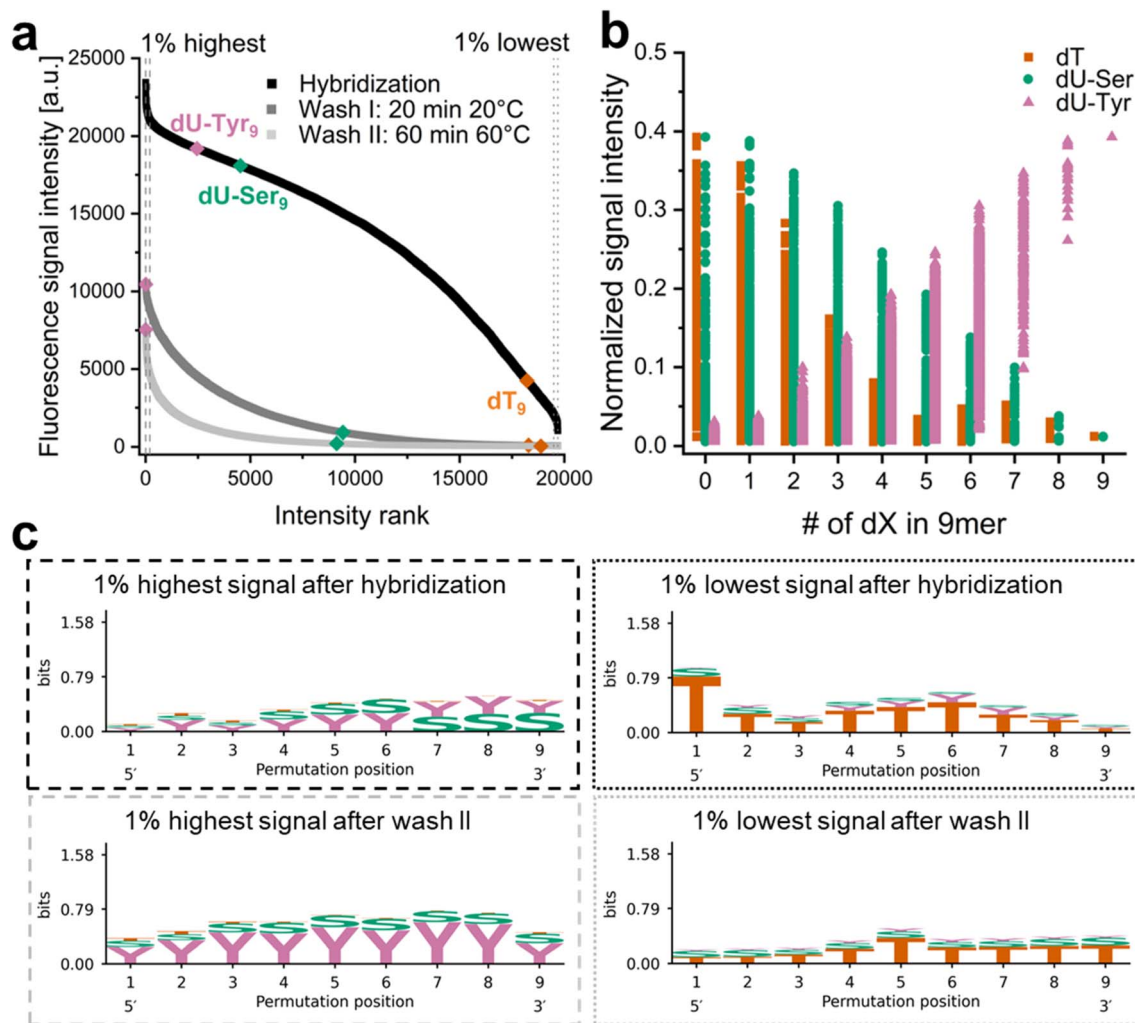 a
1% highest
1% lowest
25000
20000
15000
10000
5000
0
Fluorescence signal intensity [a.u.]
Hybridization
Wash I: 20 min 20°C
Wash II: 60 min 60°C
dU-Tyr9
dU-Ser9
dT9
0 5000 10000 15000 20000
Intensity rank
b
0.5
0.4
0.3
0.2
0.1
0.0
Normalized signal intensity
dT
dU-Ser
dU-Tyr
0 1 2 3 4 5 6 7 8 9
# of dX in 9mer
c
1% highest signal after hybridization
1.58
0.79
0.00
bits
Y Y Y S Y S Y S Y Y S Y S Y S
1 2 3 4 5 6 7 8 9
5′ Permutation position 3′
1% lowest signal after hybridization
1.58
0.79
0.00
bits
S T S T S T Y T Y T Y T Y T Y T T
1 2 3 4 5 6 7 8 9
5′ Permutation position 3′
1% highest signal after wash II
1.58
0.79
0.00
bits
S Y S Y S Y S Y S Y S Y S Y S Y S Y
1 2 3 4 5 6 7 8 9
5′ Permutation position 3′
1% lowest signal after wash II
1.58
0.79
0.00
bits
S T S T S T S T S T S T S T S T S T
1 2 3 4 5 6 7 8 9
5′ Permutation position 3′